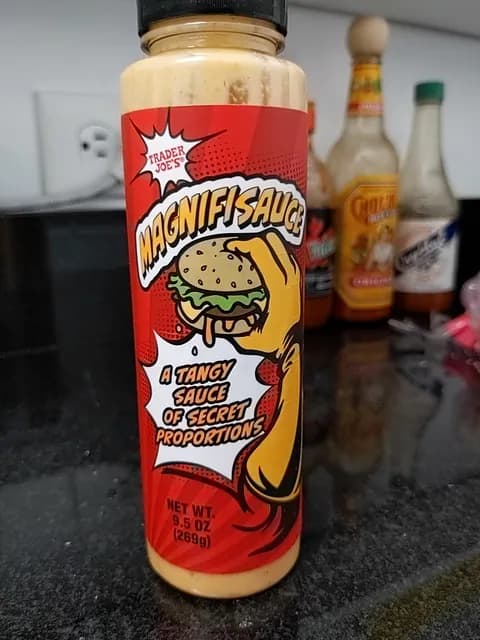 TRADER
JOE'S
MAGNIFISAUCE
A TANGY
SAUCE
OF SECRET
PROPORTIONS
NET WT.
9.5 OZ
(269g)